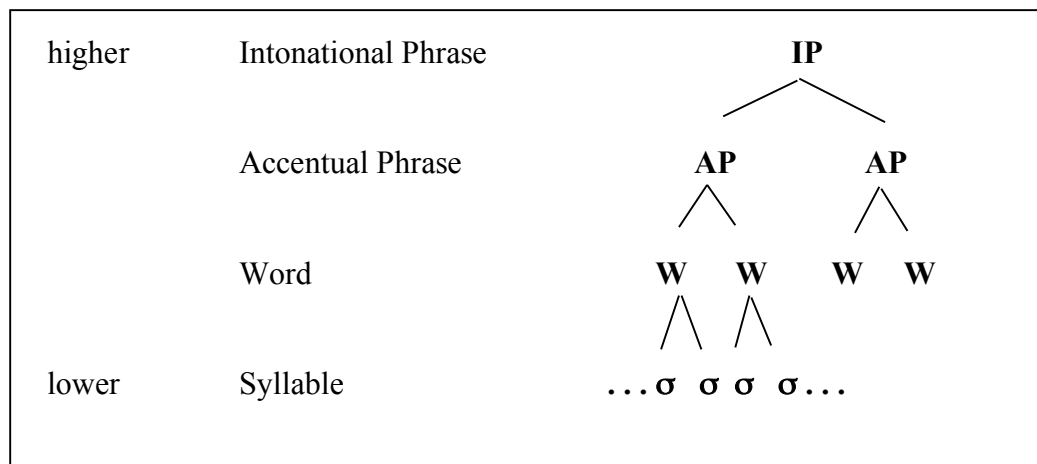 higher Intonational Phrase IP
Accentual Phrase AP AP
Word W W W W
lower Syllable ...σ σ σ σ...